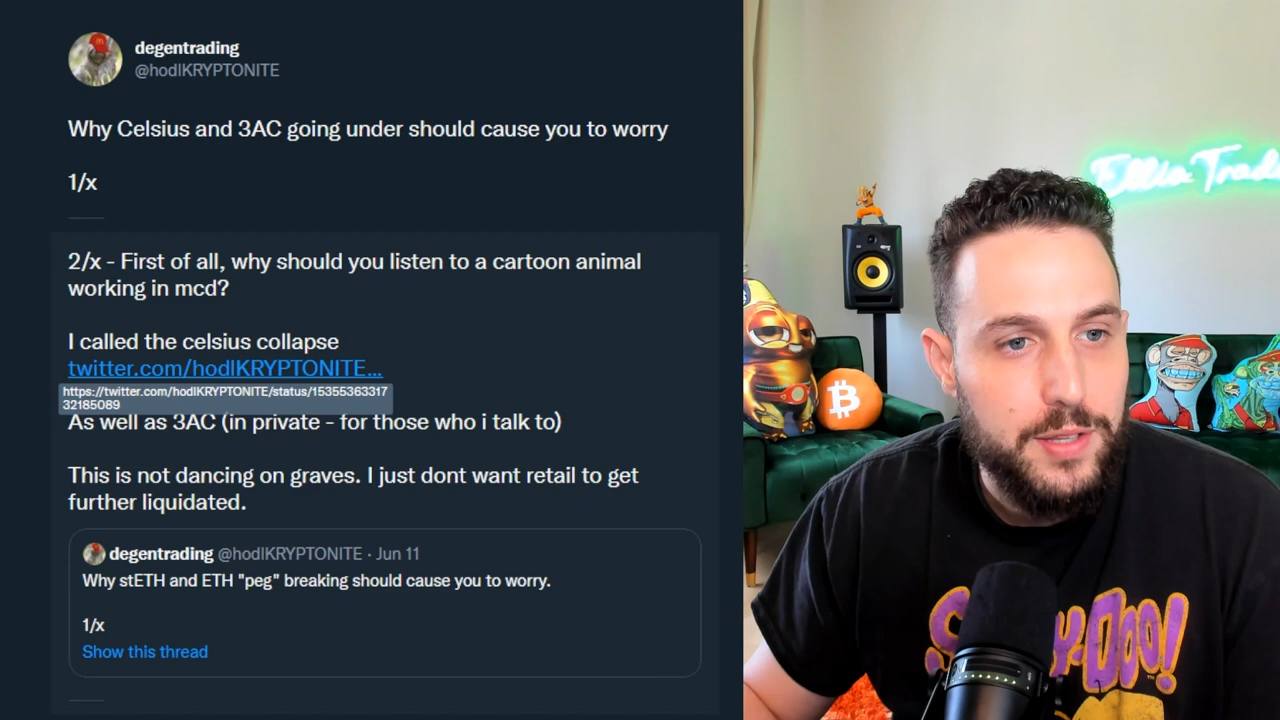 degentrading
@hodlKRYPTONITE
Why Celsius and 3AC going under should cause you to worry
1/x
2/x - First of all, why should you listen to a cartoon animal
working in mcd?
I called the celsius collapse
twitter.com/hodlKRYPTONITE...
https://twitter.com/hodlKRYPTONITE/status/15355363317
32185089
As well as 3AC (in private - for those who i talk to)
This is not dancing on graves. I just dont want retail to get
further liquidated.
degentrading @hodlKRYPTONITE · Jun 11
Why stETH and ETH "peg" breaking should cause you to worry.
1/x
Show this thread